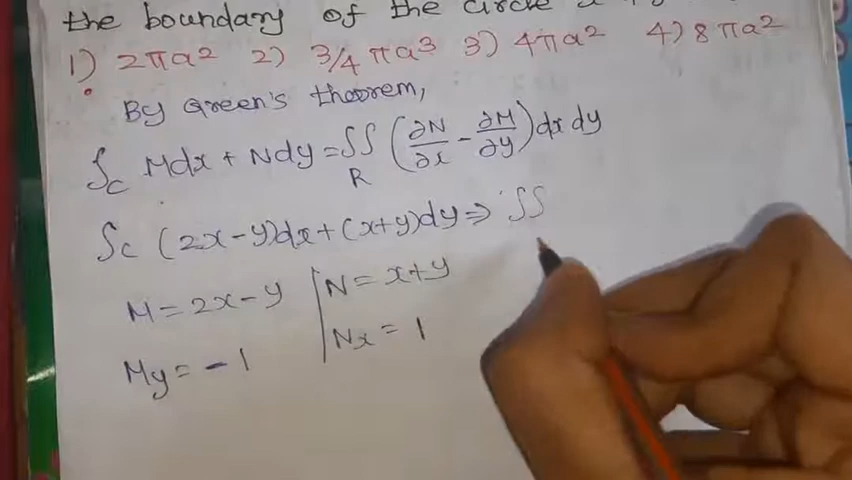 the boundary of the circle
1) 2πa² 2) 3/4 πa³ 3) 4πa² 4) 8πa²
By Green's theorem,
∫c Mdx + Ndy = ∫∫R (∂N/∂x - ∂M/∂y) dx dy
∫c (2x-y)dx+(x+y)dy ⇒ ∫∫
M = 2x-y | N = x+y
My = -1 | Nx = 1